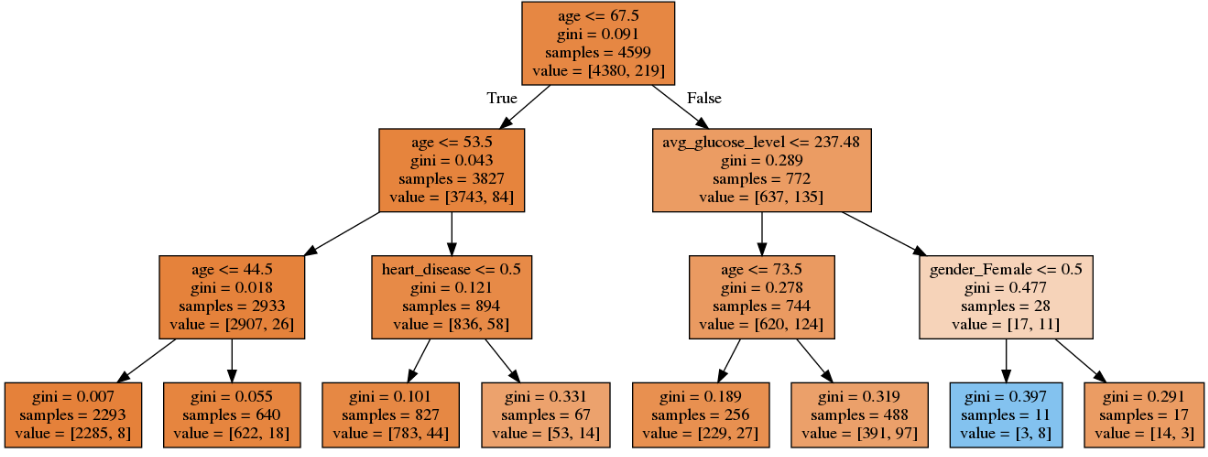 age <= 67.5
gini = 0.091
samples = 4599
value = [4380, 219]
True
False
age <= 53.5
gini = 0.043
samples = 3827
value = [3743, 84]
avg_glucose_level <= 237.48
gini = 0.289
samples = 772
value = [637, 135]
age <= 44.5
gini = 0.018
samples = 2933
value = [2907, 26]
heart_disease <= 0.5
gini = 0.121
samples = 894
value = [836, 58]
age <= 73.5
gini = 0.278
samples = 744
value = [620, 124]
gender_Female <= 0.5
gini = 0.477
samples = 28
value = [17, 11]
gini = 0.007
samples = 2293
value = [2285, 8]
gini = 0.055
samples = 640
value = [622, 18]
gini = 0.101
samples = 827
value = [783, 44]
gini = 0.331
samples = 67
value = [53, 14]
gini = 0.189
samples = 256
value = [229, 27]
gini = 0.319
samples = 488
value = [391, 97]
gini = 0.397
samples = 11
value = [3, 8]
gini = 0.291
samples = 17
value = [14, 3]